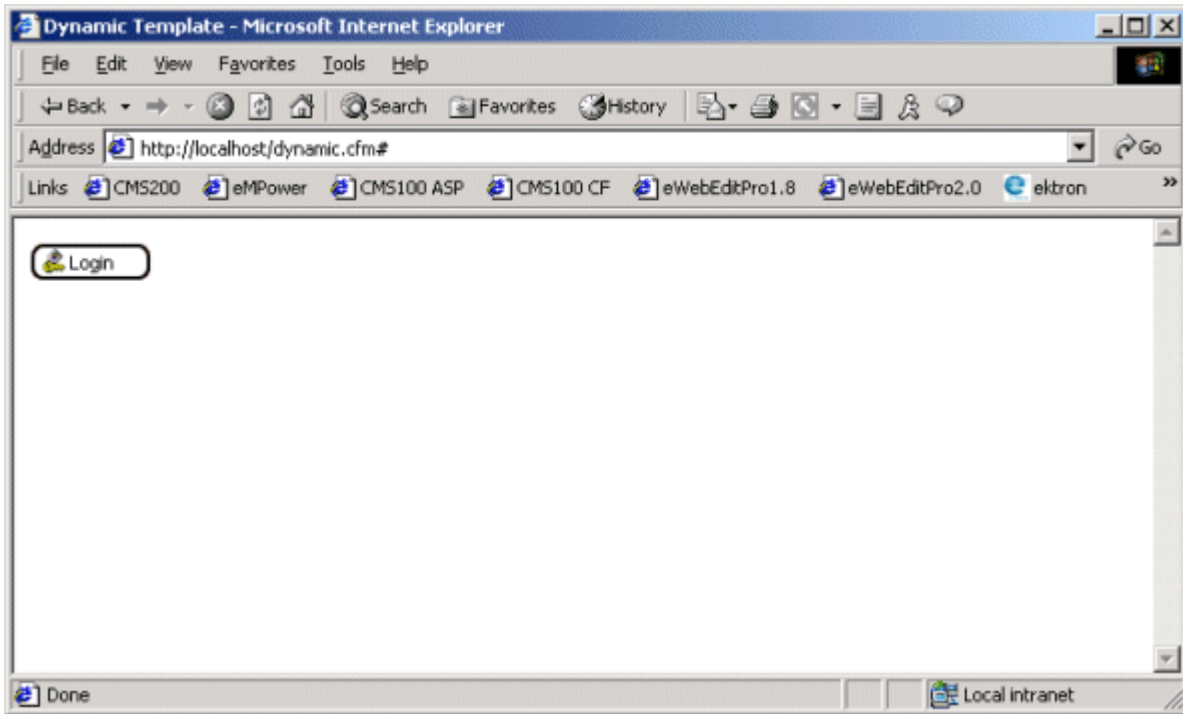 Dynamic Template - Microsoft Internet Explorer
File Edit View Favorites Tools Help
Back Search Favorites History
Address http://localhost/dynamic.cfm# Go
Links CMS200 eMPower CMS100 ASP CMS100 CF eWebEditPro1.8 eWebEditPro2.0 ektron »
Login
Done Local intranet